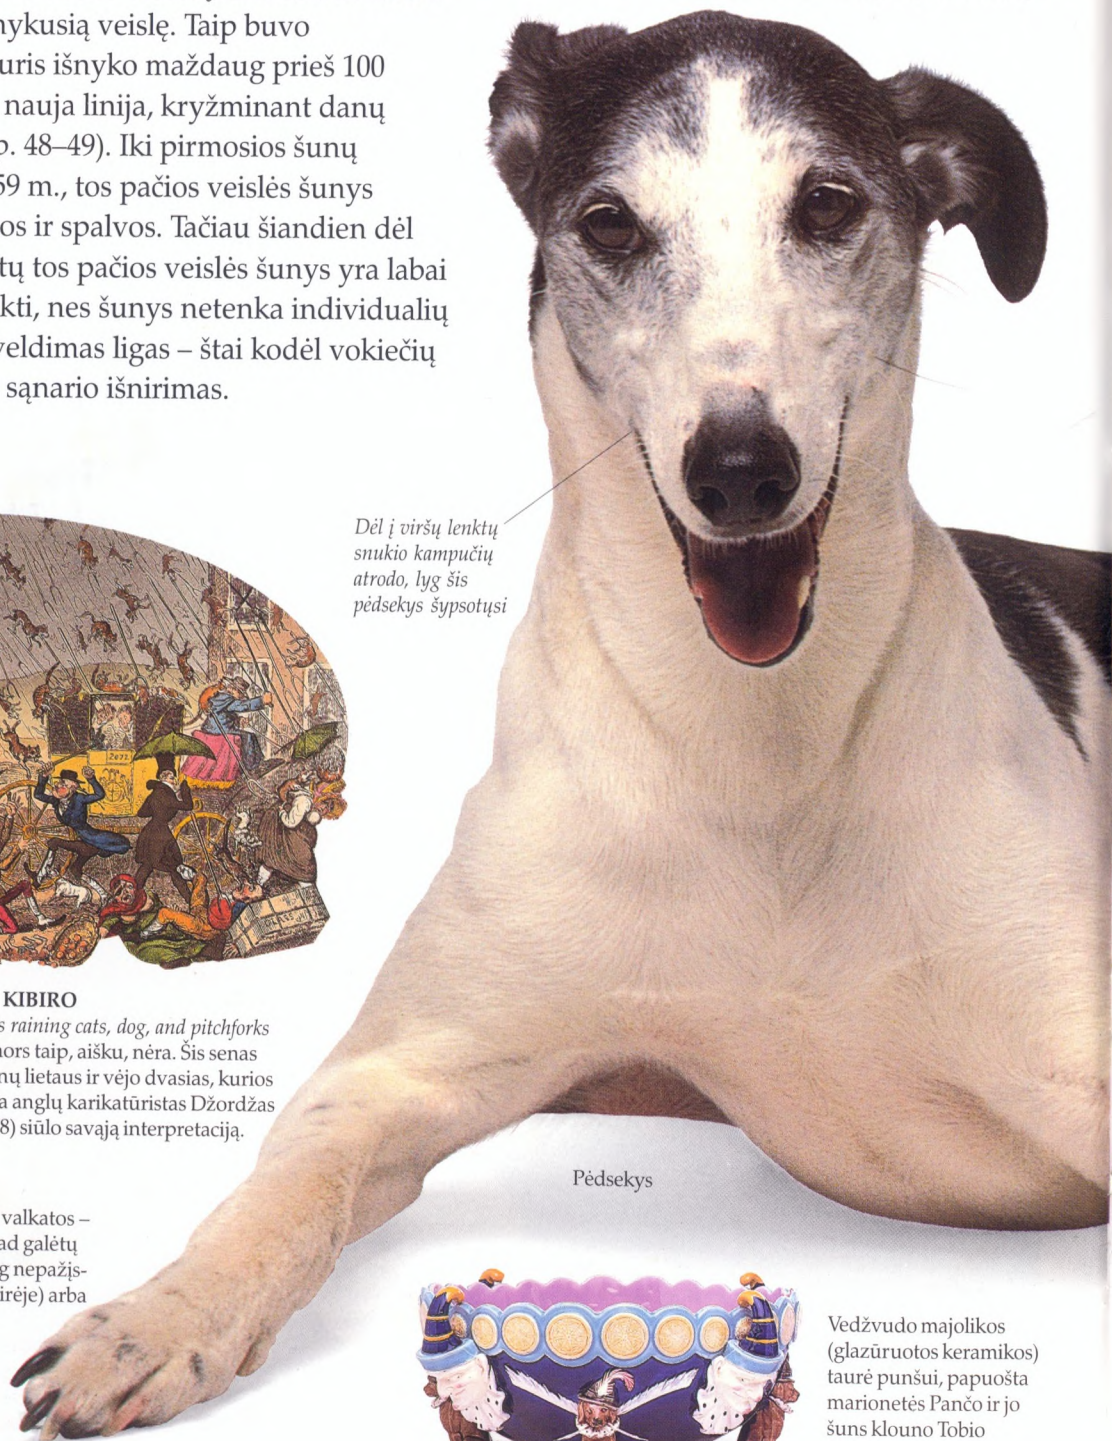 nykusią veislę. Taip buvo
uris išnyko maždaug prieš 100
nauja linija, kryžminant danų
p. 48–49). Iki pirmosios šunų
59 m., tos pačios veislės šunys
os ir spalvos. Tačiau šiandien dėl
tų tos pačios veislės šunys yra labai
kti, nes šunys netenka individualių
veldimas ligas – štai kodėl vokiečių
sąnario išnirimas.
Dėl į viršų lenktų
snukio kampučių
atrodo, lyg šis
pėdsekys šypsotųsi
KIBIRO
s raining cats, dog, and pitchforks
nors taip, aišku, nėra. Šis senas
nų lietaus ir vėjo dvasias, kurios
a anglų karikatūristas Džordžas
8) siūlo savąją interpretaciją.
valkatos –
ad galėtų
g nepažįs-
irėje) arba
Pėdsekys
Vedžvudo majolikos
(glazūruotos keramikos)
taurė punšui, papuošta
marionetės Pančo ir jo
šuns klouno Tobio